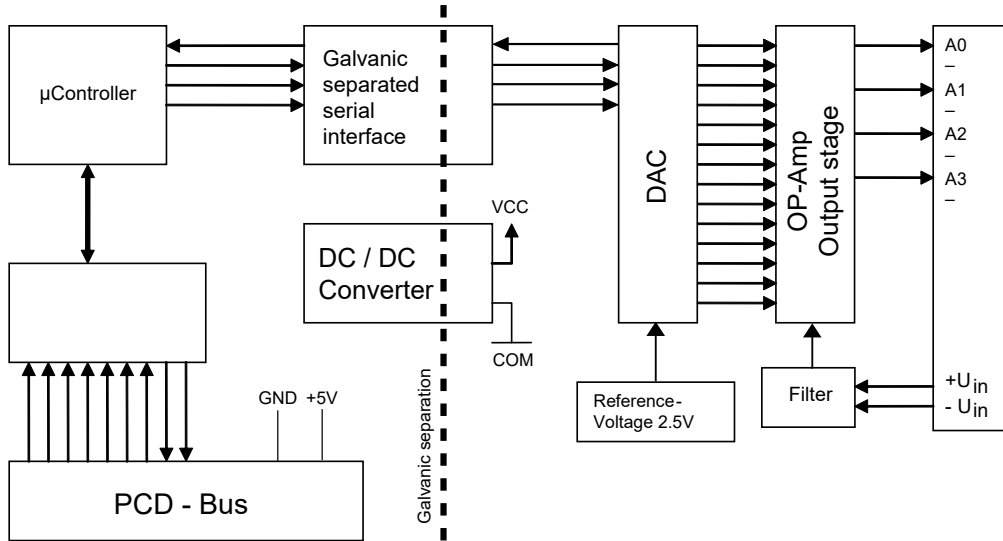 µController
Galvanic
separated
serial
interface
DAC
OP-Amp
Output stage
A0
–
A1
–
A2
–
A3
–
VCC
DC / DC
Converter
COM
Galvanic separation
Reference-
Voltage 2.5V
Filter
+Uin
- Uin
GND +5V
PCD - Bus